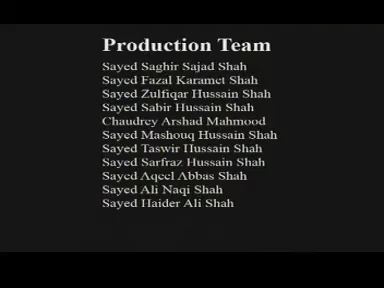 Production Team
Sayed Saghir Sajad Shah
Sayed Fazal Karamet Shah
Sayed Zulfiqar Hussain Shah
Sayed Sabir Hussain Shah
Chaudrey Arshad Mahmood
Sayed Mashouq Hussain Shah
Sayed Taswir Hussain Shah
Sayed Sarfraz Hussain Shah
Sayed Aqeel Abbas Shah
Sayed Ali Naqi Shah
Sayed Haider Ali Shah